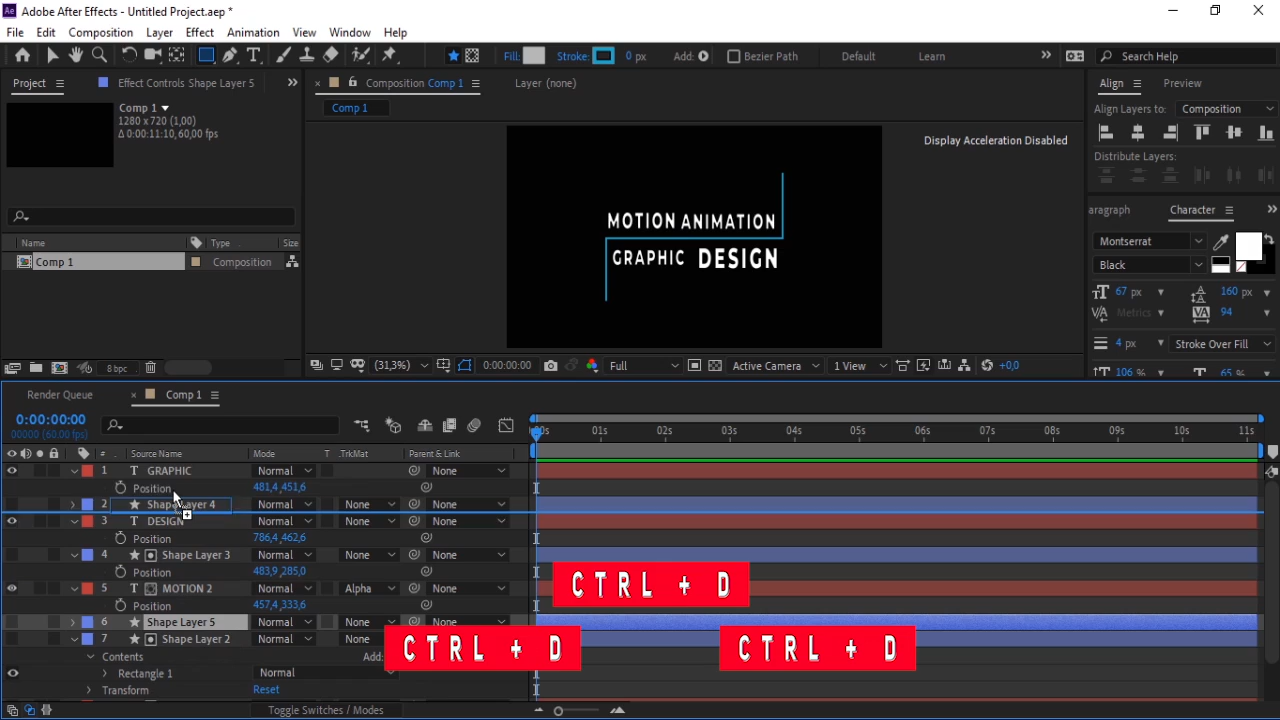 Adobe After Effects - Untitled Project.aep *
File Edit Composition Layer Effect Animation View Window Help
Fill: Stroke: 0 px Add: Bezier Path Default Learn Search Help
Project Effect Controls Shape Layer 5 Composition Comp 1 Layer (none) Align Preview
Comp 1
1280 x 720 (1,00)
Δ 0:00:11:10, 60,00 fps
Comp 1
Align Layers to: Composition
Display Acceleration Disabled
Distribute Layers:
MOTION ANIMATION
GRAPHIC DESIGN
aragraph Character
Name Type Size
Comp 1 Composition
Montserrat
Black
67 px 160 px
Metrics 94
4 px Stroke Over Fill
106 % 65 %
8 bpc
(31,3%) 0:00:00:00 Full Active Camera 1 View +0,0
Render Queue Comp 1
0:00:00:00
00000 (60,00 fps)
00s 01s 02s 03s 04s 05s 06s 07s 08s 09s 10s 11s
# Source Name Mode T .TrkMat Parent & Link
1 T GRAPHIC Normal None
Position 481,4 ,451,6
2 Shape Layer 4 Normal None None
3 T DESIGN Normal None None
Position 786,4 ,462,6
4 Shape Layer 3 Normal None None
Position 483,9 ,285,0
5 T MOTION 2 Normal Alpha None
Position 457,4 ,333,6
6 Shape Layer 5 Normal None None
7 Shape Layer 2 Normal None None
Contents Add:
Rectangle 1 Normal
Transform Reset
Toggle Switches / Modes
CTRL + D
CTRL + D
CTRL + D